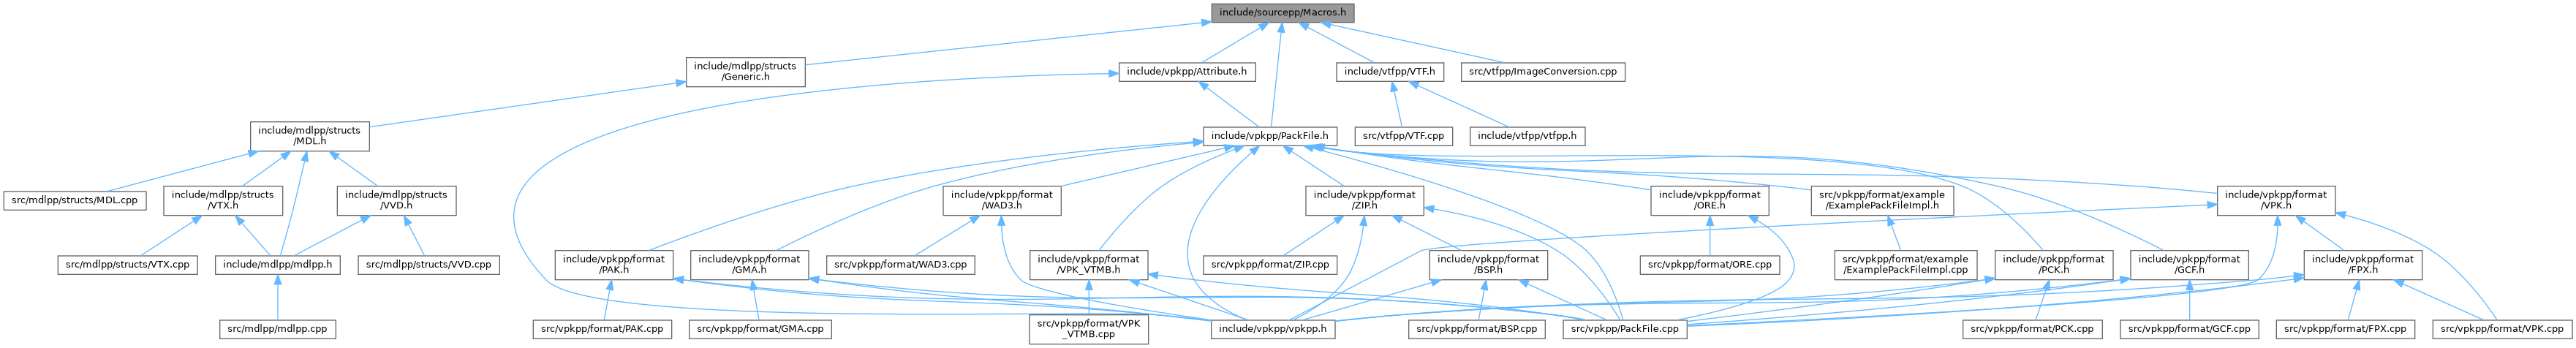 include/sourcepp/Macros.h
include/mdlpp/structs
/Generic.h
include/vpkpp/Attribute.h
include/vtfpp/VTF.h
src/vtfpp/ImageConversion.cpp
include/mdlpp/structs
/MDL.h
include/vpkpp/PackFile.h
src/vtfpp/VTF.cpp
include/vtfpp/vtfpp.h
src/mdlpp/structs/MDL.cpp
include/mdlpp/structs
/VTX.h
include/mdlpp/structs
/VVD.h
include/vpkpp/format
/WAD3.h
include/vpkpp/format
/ZIP.h
include/vpkpp/format
/ORE.h
src/vpkpp/format/example
/ExamplePackFileImpl.h
include/vpkpp/format
/VPK.h
src/mdlpp/structs/VTX.cpp
include/mdlpp/mdlpp.h
src/mdlpp/structs/VVD.cpp
include/vpkpp/format
/PAK.h
include/vpkpp/format
/GMA.h
src/vpkpp/format/WAD3.cpp
include/vpkpp/format
/VPK_VTMB.h
src/vpkpp/format/ZIP.cpp
include/vpkpp/format
/BSP.h
src/vpkpp/format/ORE.cpp
src/vpkpp/format/example
/ExamplePackFileImpl.cpp
include/vpkpp/format
/PCK.h
include/vpkpp/format
/GCF.h
include/vpkpp/format
/FPX.h
src/mdlpp/mdlpp.cpp
src/vpkpp/format/PAK.cpp
src/vpkpp/format/GMA.cpp
src/vpkpp/format/VPK
_VTMB.cpp
include/vpkpp/vpkpp.h
src/vpkpp/format/BSP.cpp
src/vpkpp/PackFile.cpp
src/vpkpp/format/PCK.cpp
src/vpkpp/format/GCF.cpp
src/vpkpp/format/FPX.cpp
src/vpkpp/format/VPK.cpp